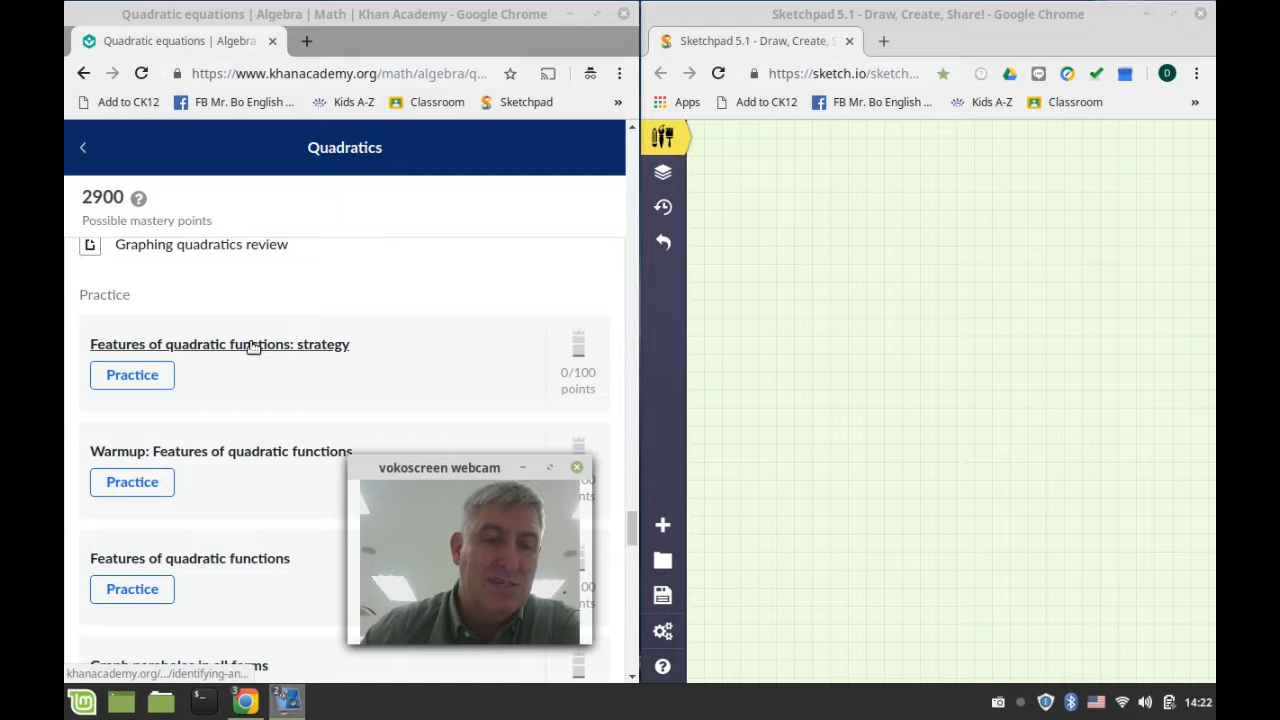 Quadratic equations | Algebra | Math | Khan Academy - Google Chrome
Quadratic equations | Algebra
https://www.khanacademy.org/math/algebra/q...
Add to CK12
FB Mr. Bo English ...
Kids A-Z
Classroom
Sketchpad
»
Quadratics
2900
Possible mastery points
Graphing quadratics review
Practice
Features of quadratic functions: strategy
Practice
0/100
points
Warmup: Features of quadratic functions
Practice
Features of quadratic functions
Practice
vokoscreen webcam
khanacademy.org/.../identifying-an...
Sketchpad 5.1 - Draw, Create, Share! - Google Chrome
Sketchpad 5.1 - Draw, Create,
https://sketch.io/sketch...
D
Apps
Add to CK12
FB Mr. Bo English ...
Kids A-Z
Classroom
»
3
2
14:22